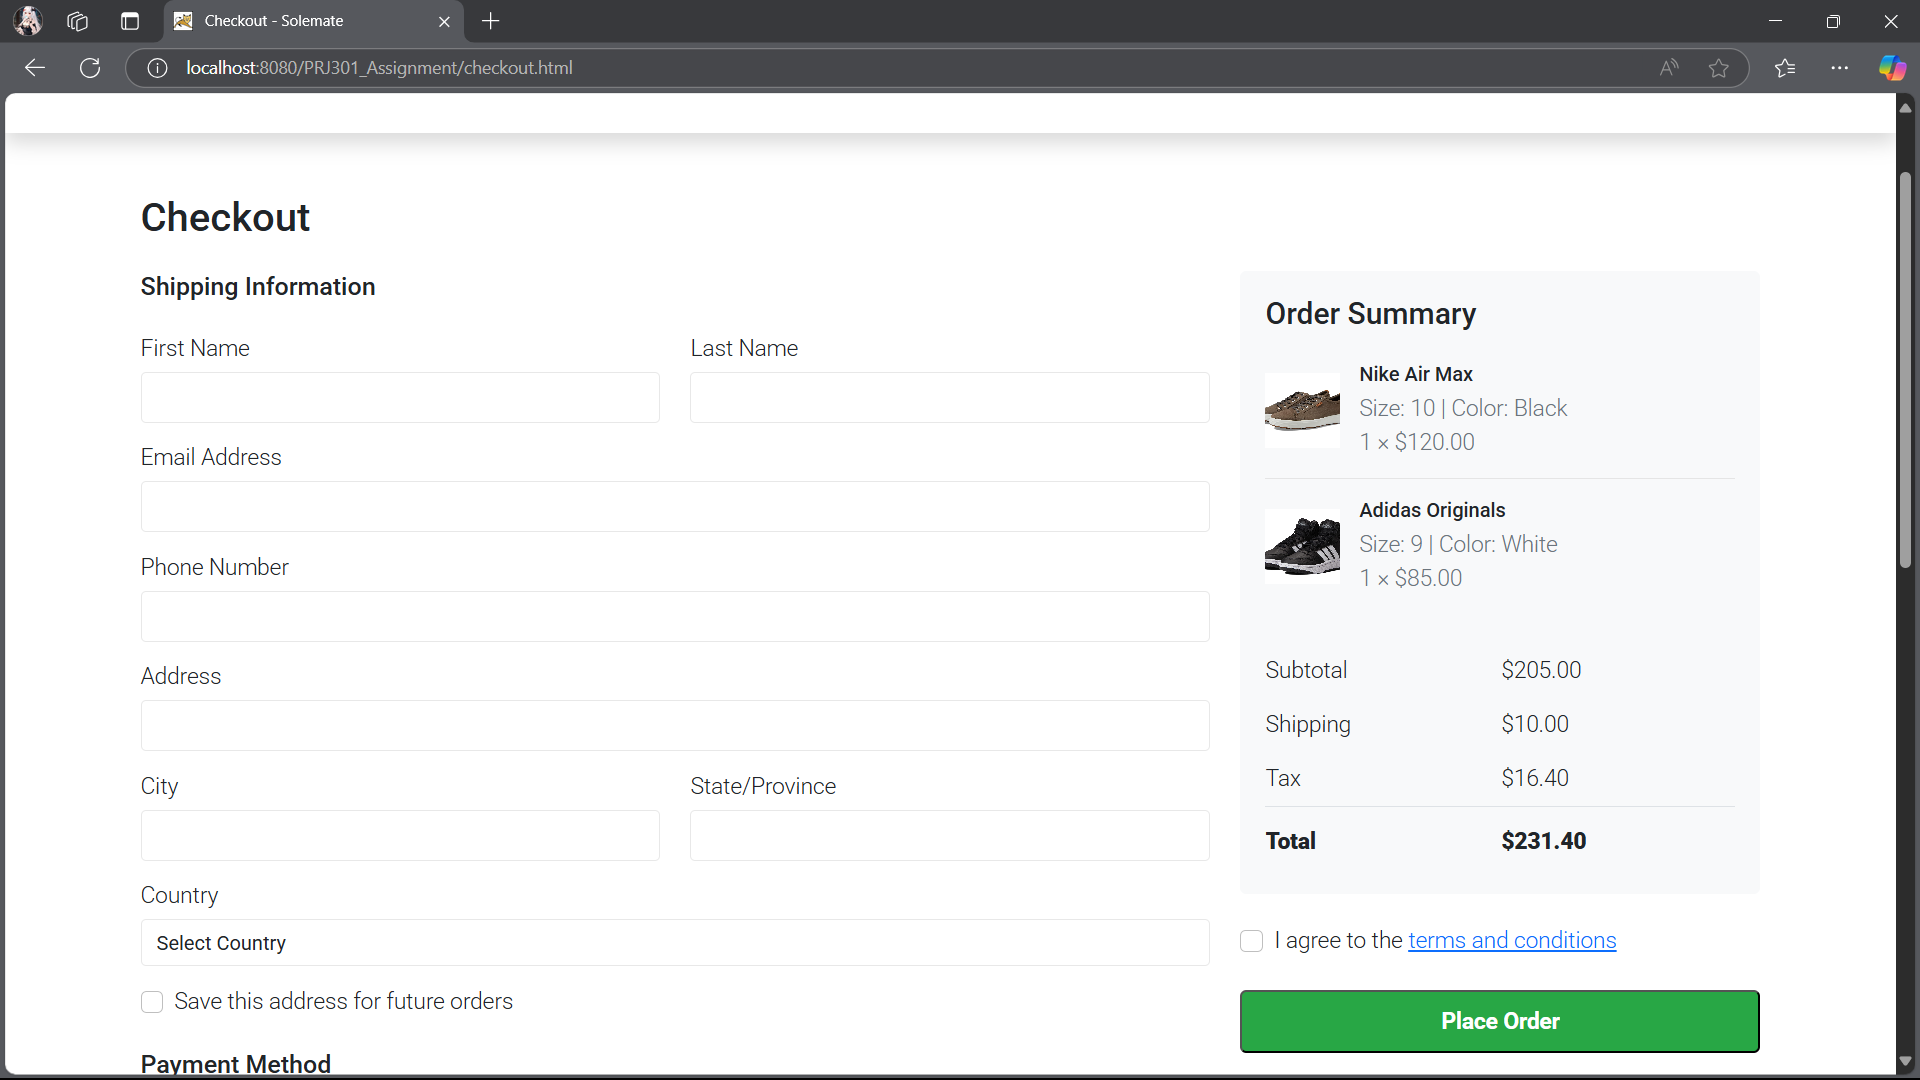 Checkout - Solemate
localhost:8080/PRJ301_Assignment/checkout.html
Checkout
Shipping Information
First Name
Last Name
Email Address
Phone Number
Address
City
State/Province
Country
Select Country
Save this address for future orders
Payment Method
Order Summary
Nike Air Max
Size: 10 | Color: Black
1 × $120.00
Adidas Originals
Size: 9 | Color: White
1 × $85.00
Subtotal $205.00
Shipping $10.00
Tax $16.40
Total $231.40
I agree to the terms and conditions
Place Order